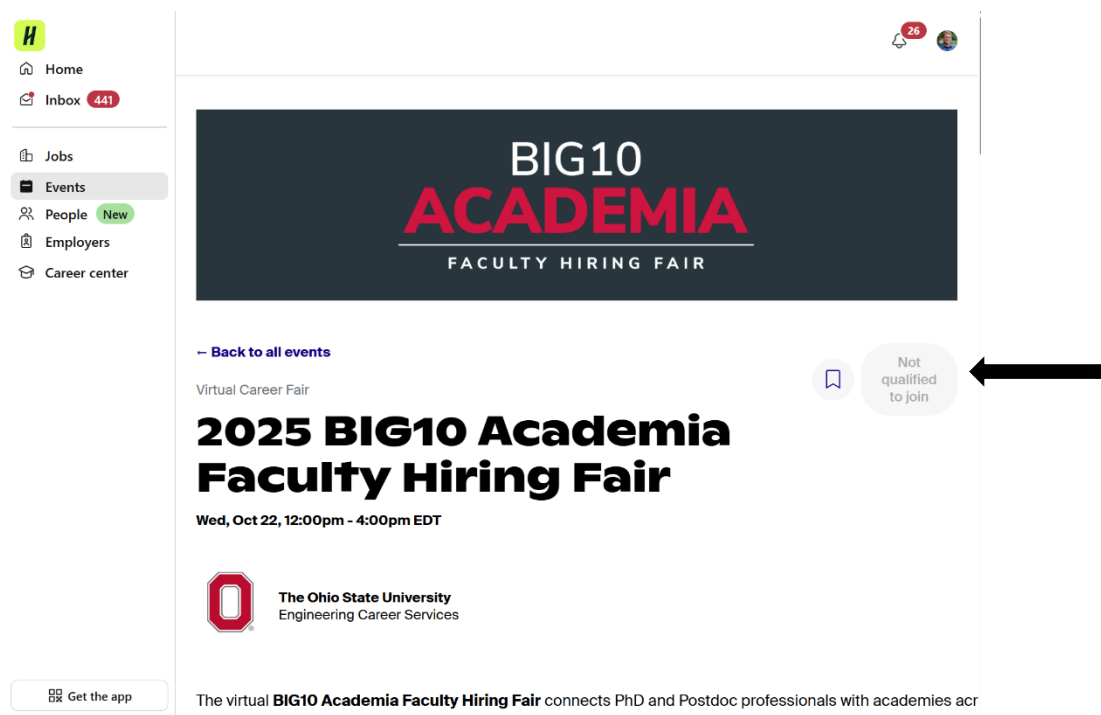 H
26
Home
Inbox 441
Jobs
Events
People New
Employers
Career center
BIG10
ACADEMIA
FACULTY HIRING FAIR
← Back to all events
Not
qualified
to join
Virtual Career Fair
2025 BIG10 Academia
Faculty Hiring Fair
Wed, Oct 22, 12:00pm - 4:00pm EDT
The Ohio State University
Engineering Career Services
Get the app
The virtual BIG10 Academia Faculty Hiring Fair connects PhD and Postdoc professionals with academies acr